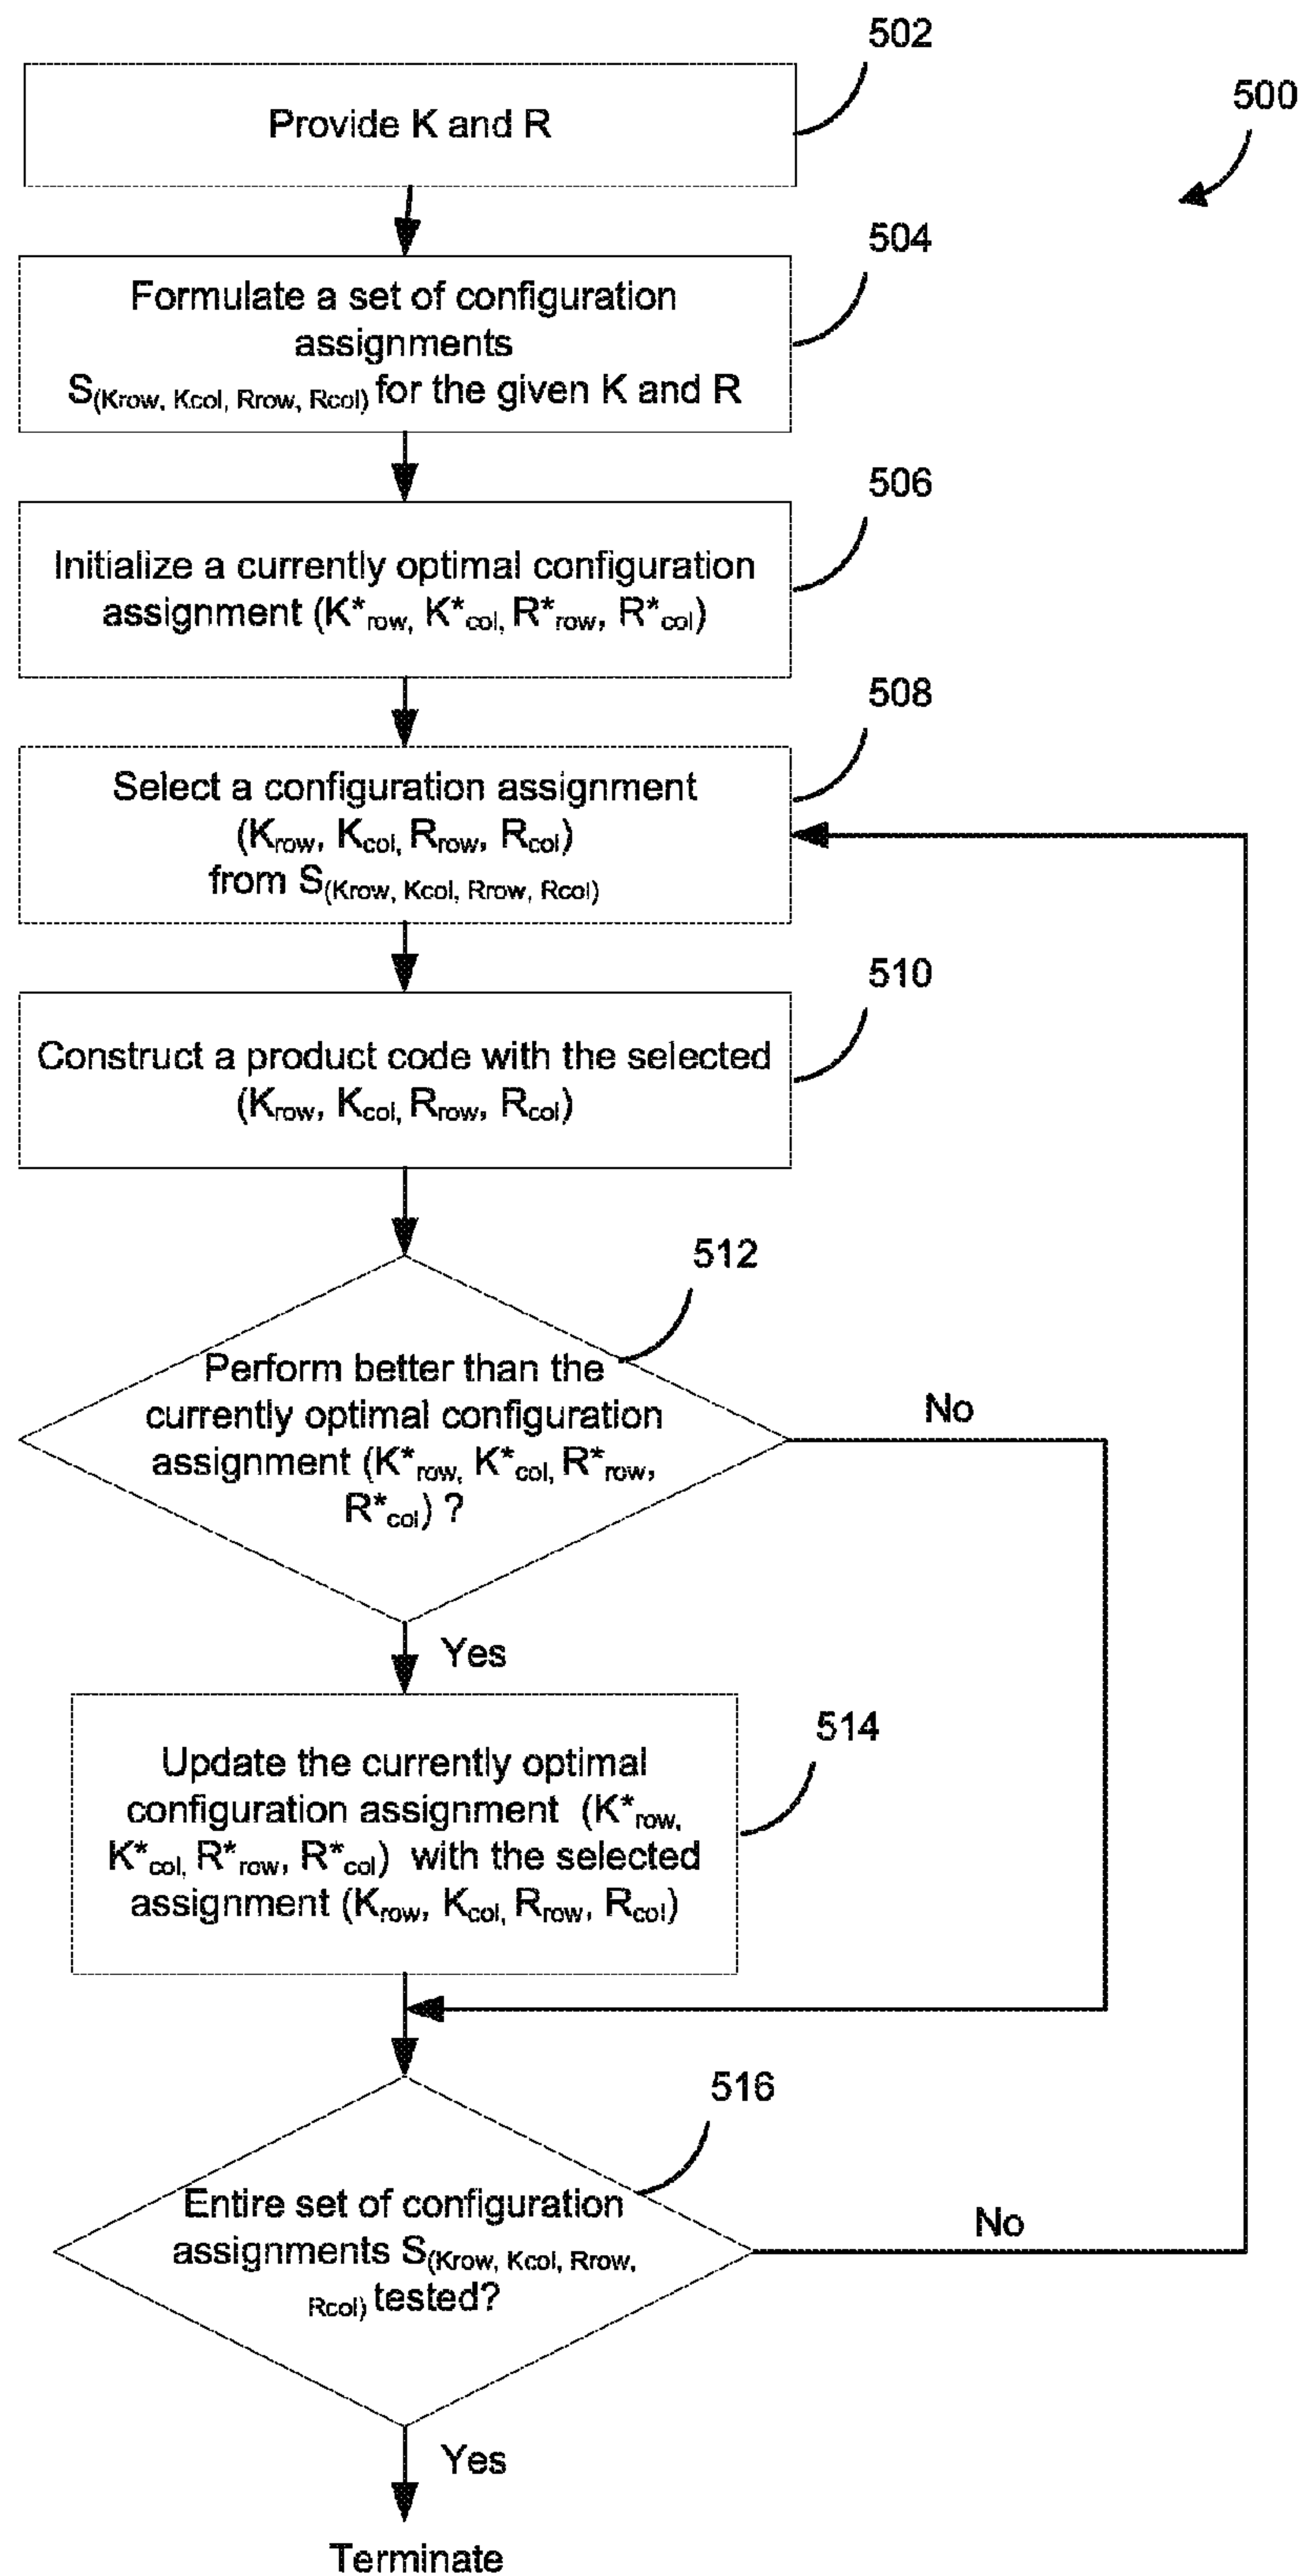 502
500
Provide K and R
504
Formulate a set of configuration
assignments
S(Krow, Kcol, Rrow, Rcol) for the given K and R
506
Initialize a currently optimal configuration
assignment (K*row, K*col, R*row, R*col)
508
Select a configuration assignment
(Krow, Kcol, Rrow, Rcol)
from S(Krow, Kcol, Rrow, Rcol)
510
Construct a product code with the selected
(Krow, Kcol, Rrow, Rcol)
512
Perform better than the
currently optimal configuration
assignment (K*row, K*col, R*row,
R*col) ?
No
Yes
514
Update the currently optimal
configuration assignment (K*row,
K*col, R*row, R*col) with the selected
assignment (Krow, Kcol, Rrow, Rcol)
516
Entire set of configuration
assignments S(Krow, Kcol, Rrow,
Rcol) tested?
No
Yes
Terminate